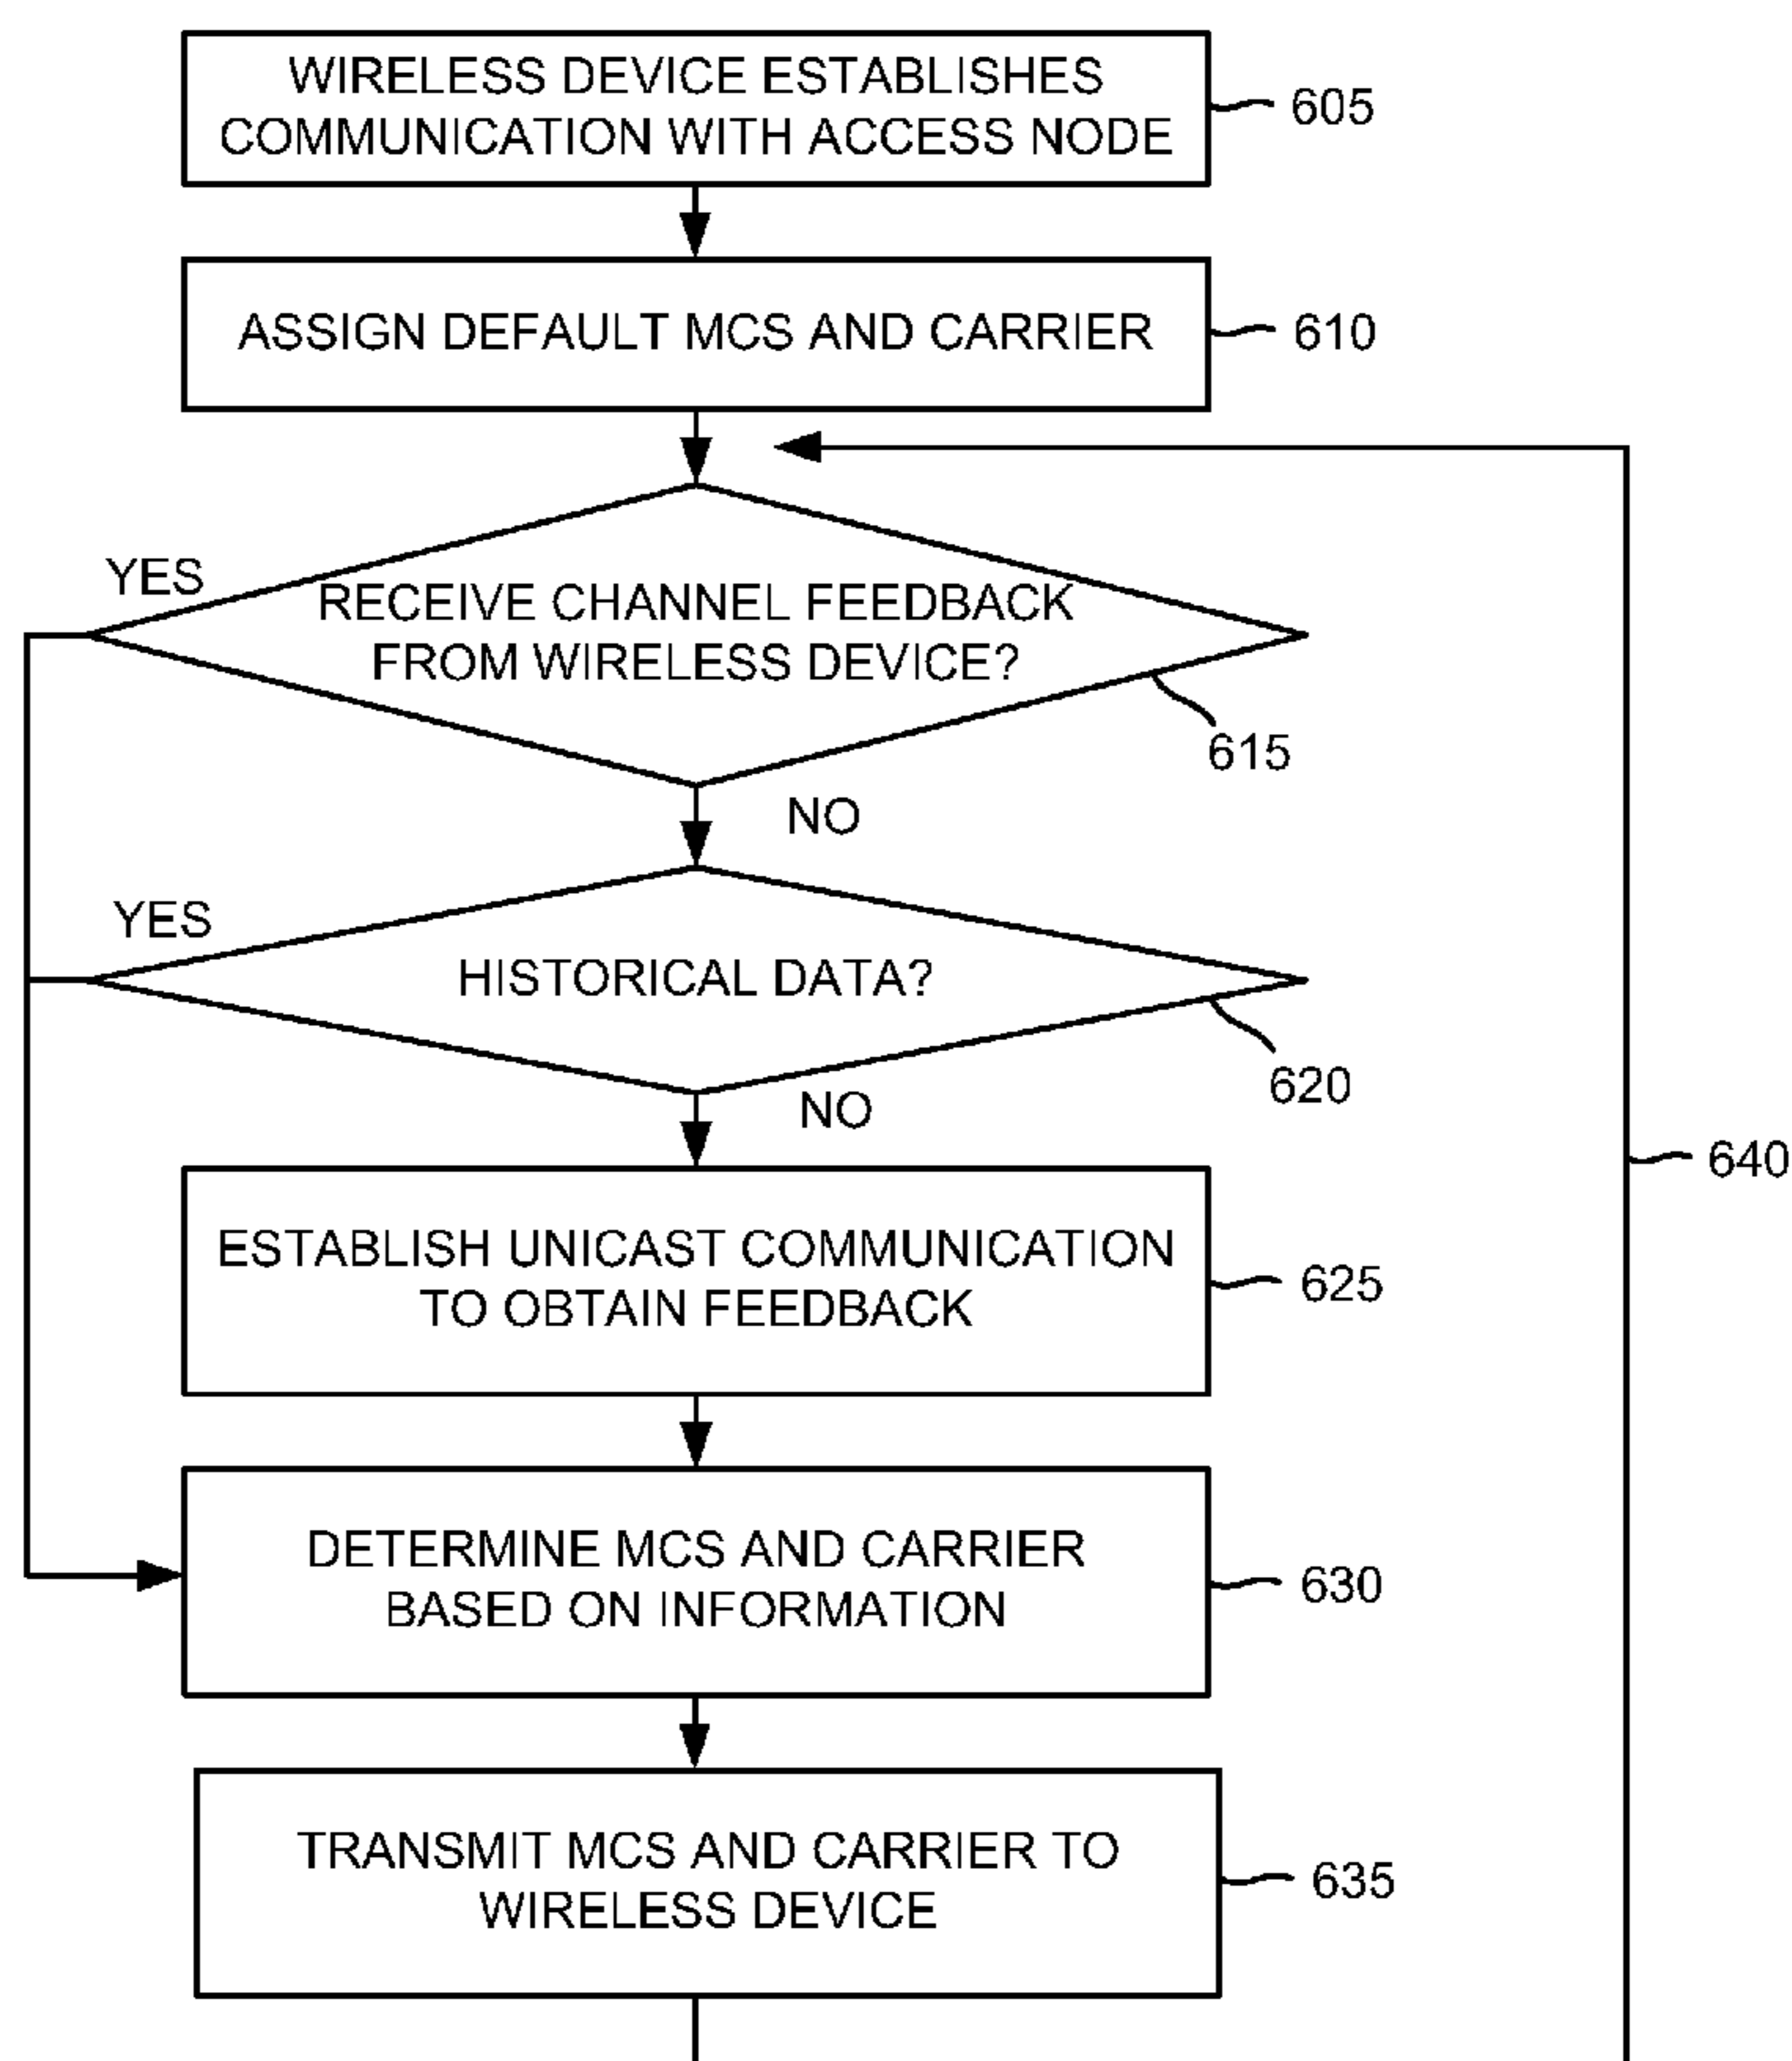 WIRELESS DEVICE ESTABLISHES
COMMUNICATION WITH ACCESS NODE
605
ASSIGN DEFAULT MCS AND CARRIER
610
YES
RECEIVE CHANNEL FEEDBACK
FROM WIRELESS DEVICE?
615
NO
YES
HISTORICAL DATA?
620
NO
640
ESTABLISH UNICAST COMMUNICATION
TO OBTAIN FEEDBACK
625
DETERMINE MCS AND CARRIER
BASED ON INFORMATION
630
TRANSMIT MCS AND CARRIER TO
WIRELESS DEVICE
635